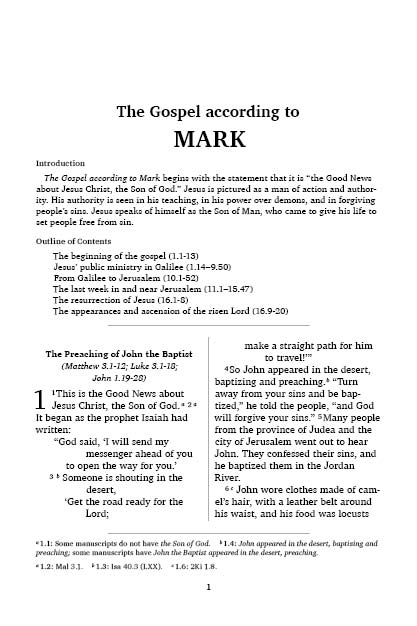 The Gospel according to
MARK
Introduction
The Gospel according to Mark begins with the statement that it is “the Good News
about Jesus Christ, the Son of God.” Jesus is pictured as a man of action and author-
ity. His authority is seen in his teaching, in his power over demons, and in forgiving
people’s sins. Jesus speaks of himself as the Son of Man, who came to give his life to
set people free from sin.
Outline of Contents
The beginning of the gospel (1.1-13)
Jesus’ public ministry in Galilee (1.14–9.50)
From Galilee to Jerusalem (10.1-52)
The last week in and near Jerusalem (11.1–15.47)
The resurrection of Jesus (16.1-8)
The appearances and ascension of the risen Lord (16.9-20)
The Preaching of John the Baptist
(Matthew 3.1-12; Luke 3.1-18;
John 1.19-28)
1 1This is the Good News about
Jesus Christ, the Son of God. a 2 a
It began as the prophet Isaiah had
written:
“God said, ‘I will send my
messenger ahead of you
to open the way for you.’
3 b Someone is shouting in the
desert,
‘Get the road ready for the
Lord;
make a straight path for him
to travel!’”
4So John appeared in the desert,
baptizing and preaching. b “Turn
away from your sins and be bap-
tized,” he told the people, “and God
will forgive your sins.” 5Many people
from the province of Judea and the
city of Jerusalem went out to hear
John. They confessed their sins, and
he baptized them in the Jordan
River.
6 c John wore clothes made of cam-
el’s hair, with a leather belt around
his waist, and his food was locusts
a 1.1: Some manuscripts do not have the Son of God. b 1.4: John appeared in the desert, baptizing and
preaching; some manuscripts have John the Baptist appeared in the desert, preaching.
a 1.2: Mal 3.1. b 1.3: Isa 40.3 (LXX). c 1.6: 2Ki 1.8.
1